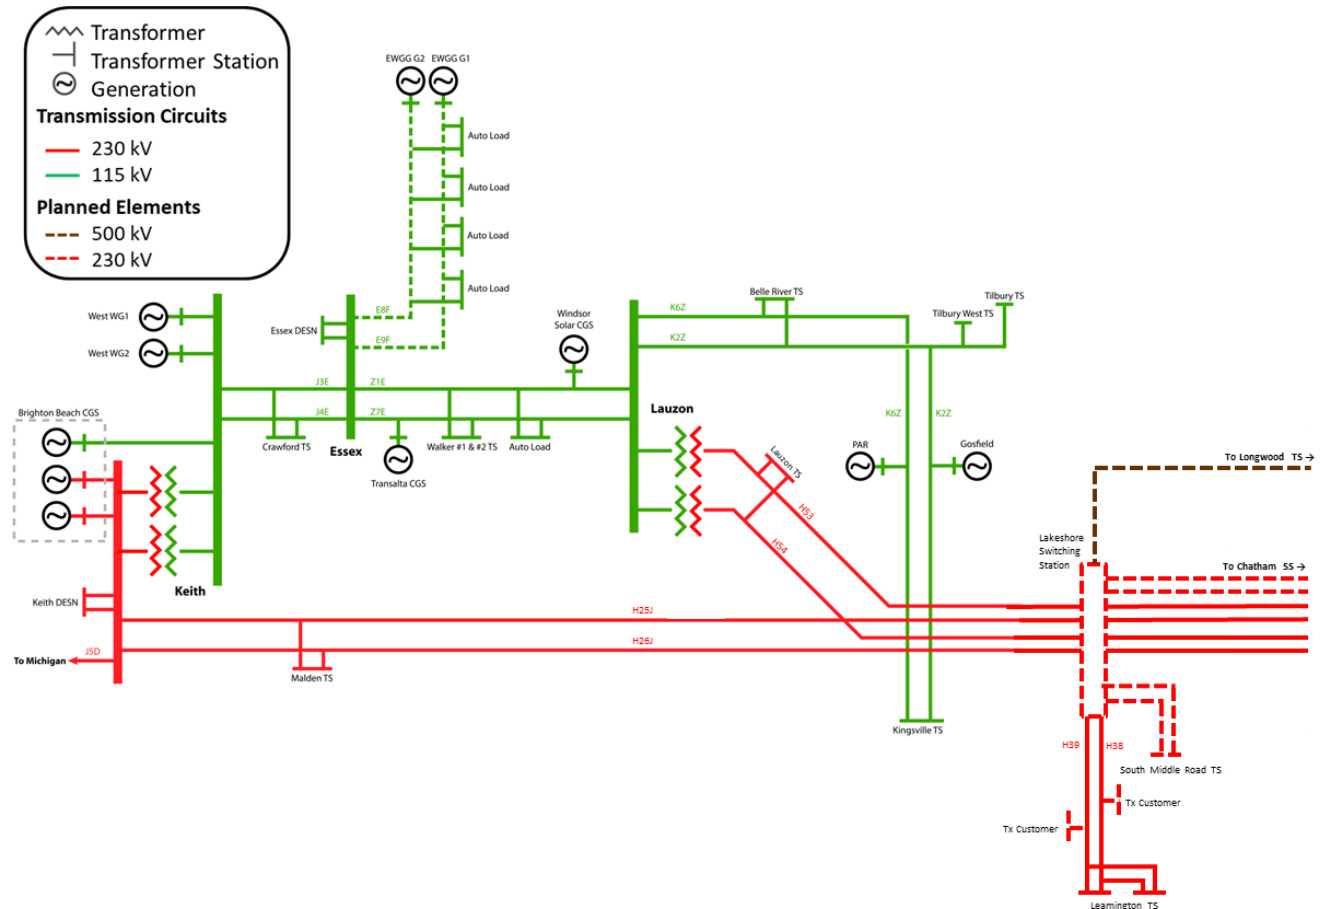 Transformer
Transformer Station
Generation
Transmission Circuits
230 kV
115 kV
Planned Elements
500 kV
230 kV
EWGG G2
EWGG G1
Auto Load
Auto Load
Auto Load
Auto Load
West WG1
West WG2
Essex DESN
E8F
E9F
Windsor
Solar CGS
K6Z
K2Z
Belle River TS
Tilbury TS
Tilbury West TS
J3E
Z1E
J4E
Z7E
Brighton Beach CGS
Crawford TS
Essex
Walker #1 & #2 TS
Auto Load
Transalta CGS
Lauzon
Lauzon TS
K6Z
K2Z
PAR
Gosfield
To Longwood TS →
H53
H54
Lakeshore
Switching
Station
To Chatham SS →
Keith
Keith DESN
H25J
H26J
J5D
To Michigan
Malden TS
Kingsville TS
H39
H38
South Middle Road TS
Tx Customer
Tx Customer
Leamington TS